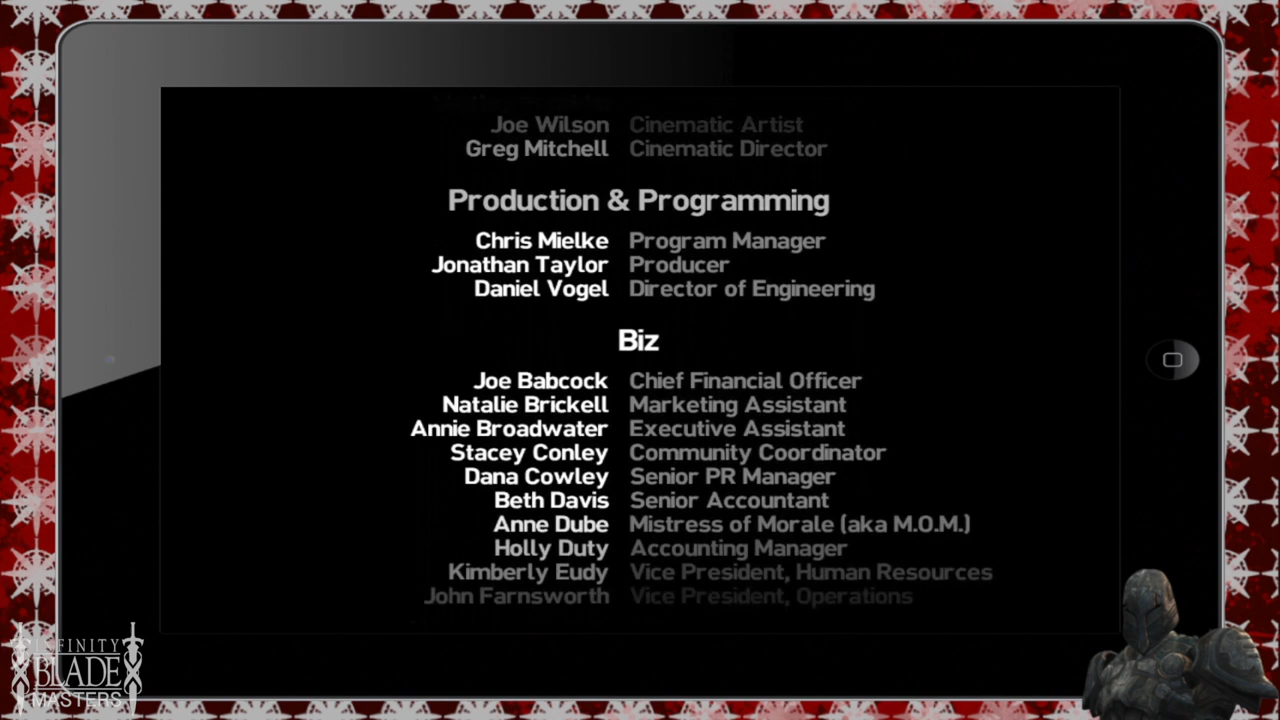 Joe Wilson Cinematic Artist
Greg Mitchell Cinematic Director
Production & Programming
Chris Mielke Program Manager
Jonathan Taylor Producer
Daniel Vogel Director of Engineering
Biz
Joe Babcock Chief Financial Officer
Natalie Brickell Marketing Assistant
Annie Broadwater Executive Assistant
Stacey Conley Community Coordinator
Dana Cowley Senior PR Manager
Beth Davis Senior Accountant
Anne Dube Mistress of Morale (aka M.O.M.)
Holly Duty Accounting Manager
Kimberly Eudy Vice President, Human Resources
John Farnsworth Vice President, Operations
INFINITY
BLADE
MASTERS